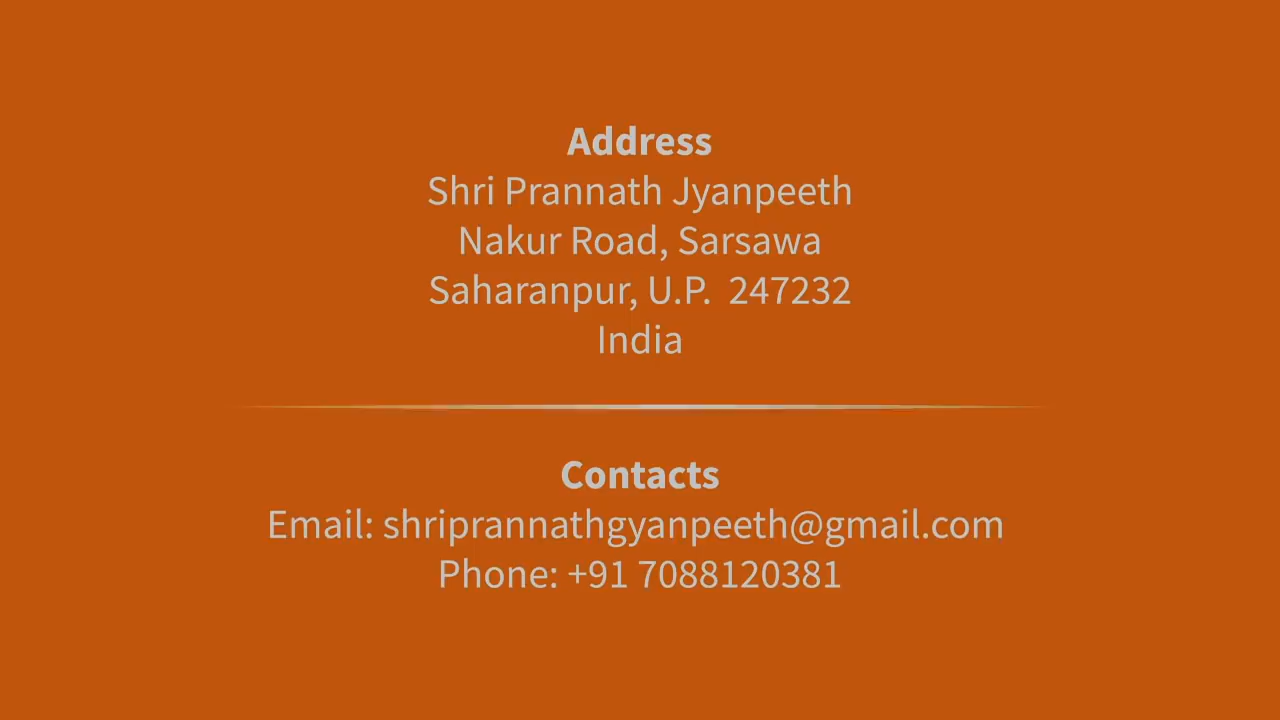 Address
Shri Prannath Jyanpeeth
Nakur Road, Sarsawa
Saharanpur, U.P.  247232
India
Contacts
Email: shriprannathgyanpeeth@gmail.com
Phone: +91 7088120381